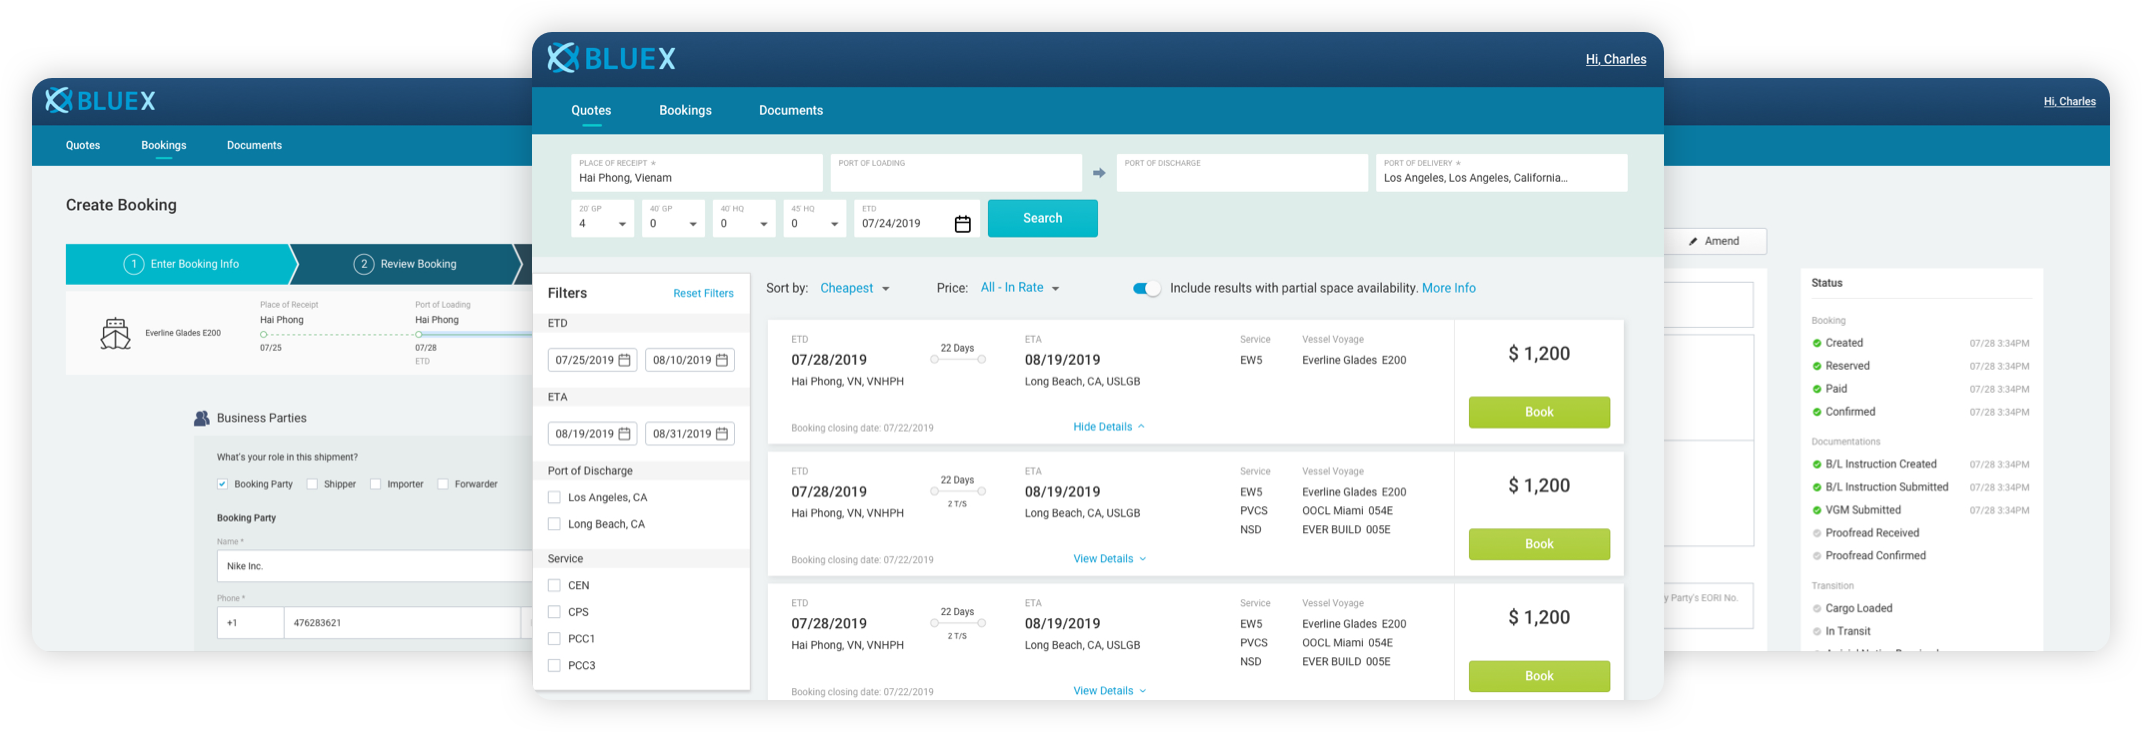 BLUEX
Quotes Bookings Documents
Create Booking
1 Enter Booking Info 2 Review Booking
Place of Receipt Port of Loading
Hai Phong Hai Phong
Everline Glades E200
07/25 07/28
ETD
Business Parties
What's your role in this shipment?
Booking Party Shipper Importer Forwarder
Booking Party
Name *
Nike Inc.
Phone *
+1 476283621
BLUEX Hi, Charles
Quotes Bookings Documents
PLACE OF RECEIPT * PORT OF LOADING PORT OF DISCHARGE PORT OF DELIVERY *
Hai Phong, Vienam Los Angeles, Los Angeles, California...
20' GP 40' GP 40' HQ 45' HQ ETD
4 0 0 0 07/24/2019 Search
Filters Reset Filters
ETD
07/25/2019 08/10/2019
ETA
08/19/2019 08/31/2019
Port of Discharge
Los Angeles, CA
Long Beach, CA
Service
CEN
CPS
PCC1
PCC3
Sort by: Cheapest Price: All - In Rate Include results with partial space availability. More Info
ETD ETA Service Vessel Voyage
07/28/2019 22 Days 08/19/2019 EW5 Everline Glades E200 $ 1,200
Hai Phong, VN, VNHPH Long Beach, CA, USLGB
Book
Booking closing date: 07/22/2019 Hide Details
ETD ETA Service Vessel Voyage
07/28/2019 22 Days 08/19/2019 EW5 Everline Glades E200 $ 1,200
2 T/S
Hai Phong, VN, VNHPH Long Beach, CA, USLGB PVCS OOCL Miami 054E
NSD EVER BUILD 005E
Book
Booking closing date: 07/22/2019 View Details
ETD ETA Service Vessel Voyage
07/28/2019 22 Days 08/19/2019 EW5 Everline Glades E200 $ 1,200
2 T/S
Hai Phong, VN, VNHPH Long Beach, CA, USLGB PVCS OOCL Miami 054E
NSD EVER BUILD 005E
Book
Booking closing date: 07/22/2019 View Details
Hi, Charles
Amend
y Party's EORI No.
Status
Booking
Created 07/28 3:34PM
Reserved 07/28 3:34PM
Paid 07/28 3:34PM
Confirmed 07/28 3:34PM
Documentations
B/L Instruction Created 07/28 3:34PM
B/L Instruction Submitted 07/28 3:34PM
VGM Submitted 07/28 3:34PM
Proofread Received
Proofread Confirmed
Transition
Cargo Loaded
In Transit